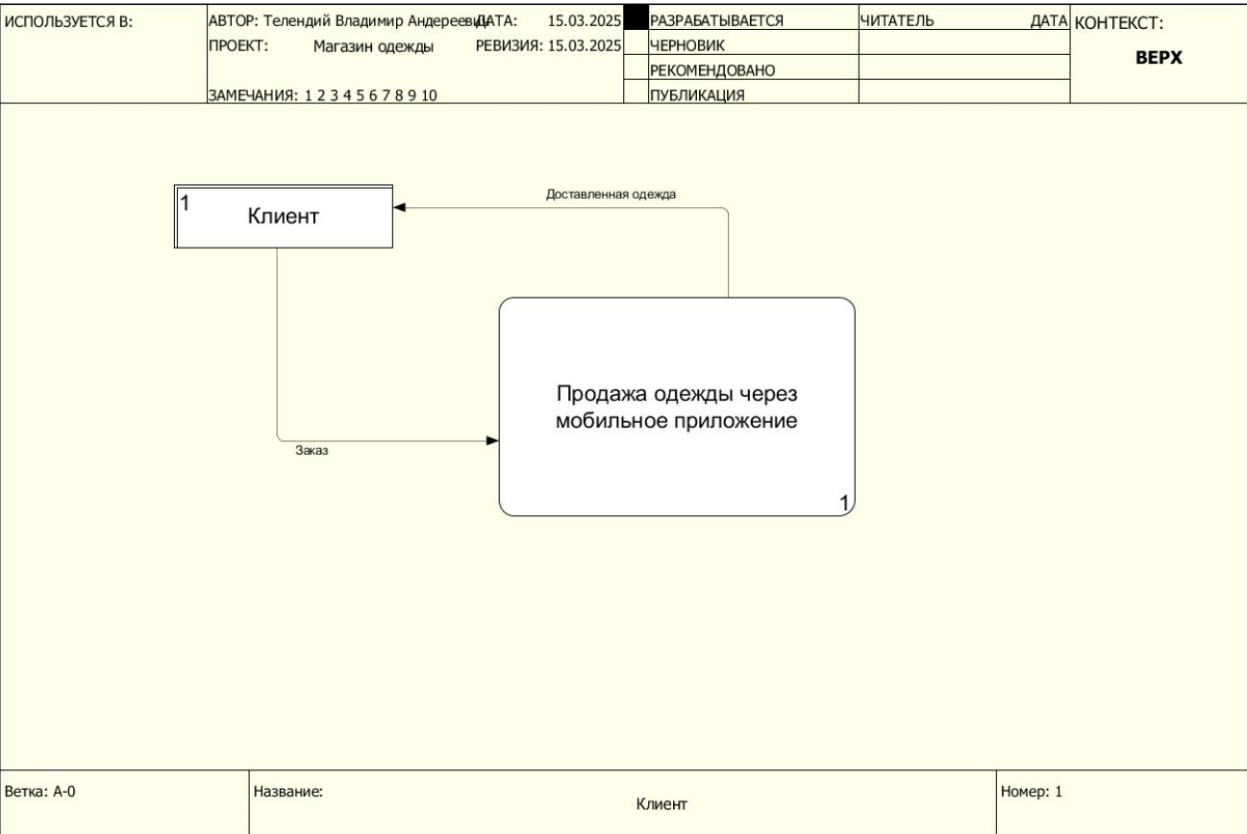 ИСПОЛЬЗУЕТСЯ В:
АВТОР: Телендий Владимир Андереевич
ДАТА: 15.03.2025
РАЗРАБАТЫВАЕТСЯ
ЧИТАТЕЛЬ
ДАТА
КОНТЕКСТ:
ПРОЕКТ: Магазин одежды
РЕВИЗИЯ: 15.03.2025
ЧЕРНОВИК
ВЕРХ
РЕКОМЕНДОВАНО
ЗАМЕЧАНИЯ: 1 2 3 4 5 6 7 8 9 10
ПУБЛИКАЦИЯ
Доставленная одежда
1
Клиент
Продажа одежды через
мобильное приложение
Заказ
1
Ветка: A-0
Название:
Клиент
Номер: 1